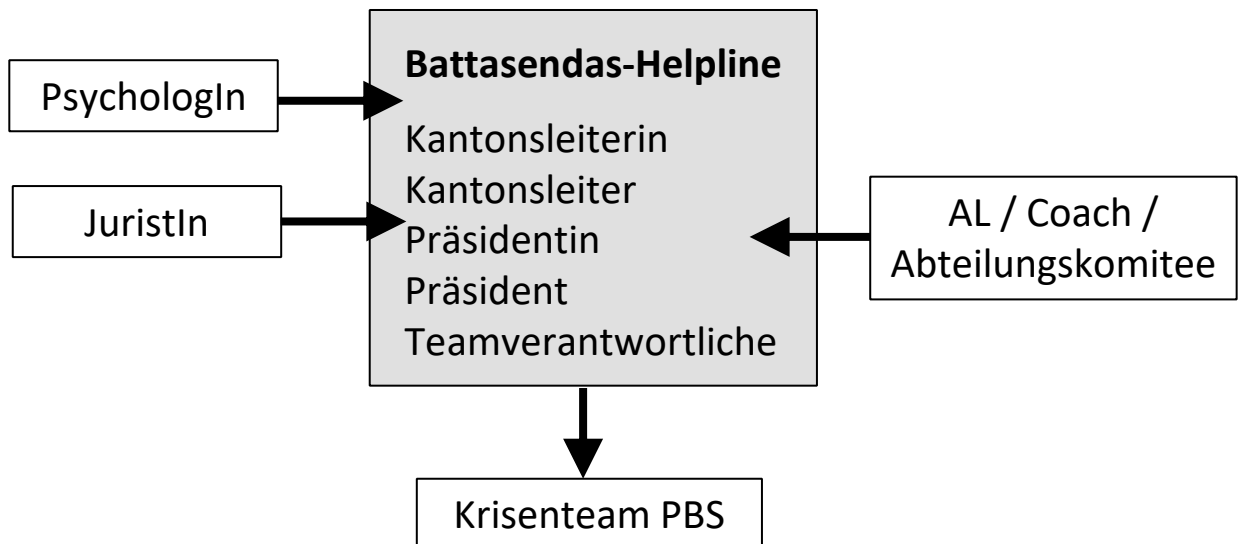 Battasendas-Helpline
PsychologIn
Kantonsleiterin
Kantonsleiter
JuristIn
Präsidentin
Präsident
Teamverantwortliche
AL / Coach /
Abteilungskomitee
Krisenteam PBS